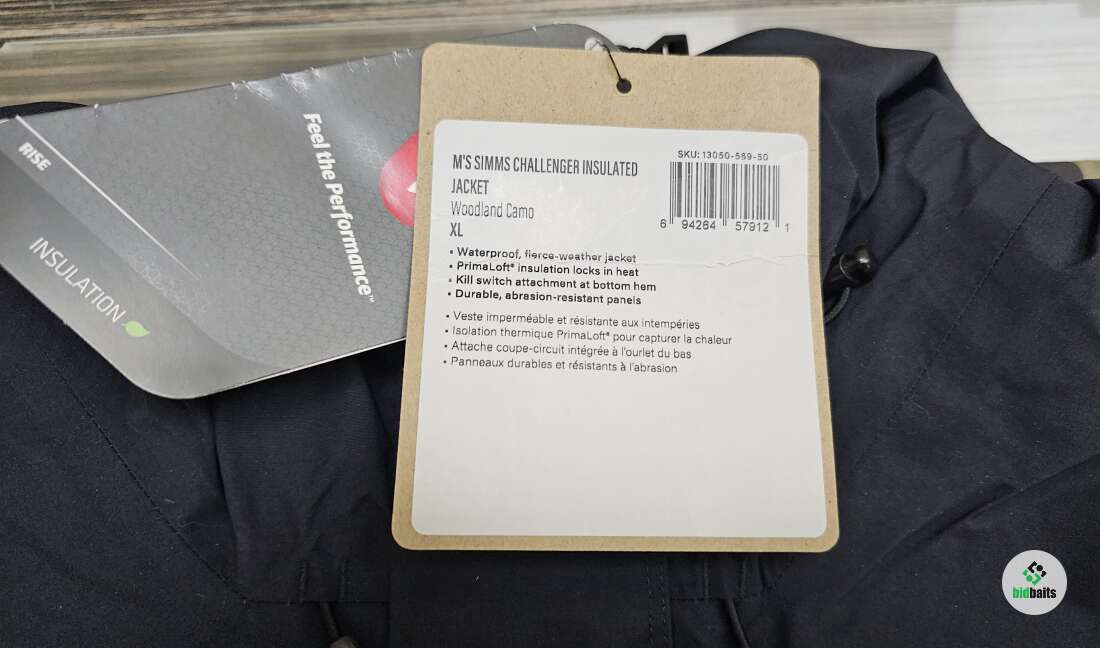 RISE
INSULATION
Feel the Performance™
M'S SIMMS CHALLENGER INSULATED
JACKET
Woodland Camo
XL
• Waterproof, fierce-weather jacket
• PrimaLoft® insulation locks in heat
• Kill switch attachment at bottom hem
• Durable, abrasion-resistant panels
• Veste imperméable et résistante aux intempéries
• Isolation thermique PrimaLoft® pour capturer la chaleur
• Attache coupe-circuit intégrée à l'ourlet du bas
• Panneaux durables et résistants à l'abrasion
SKU: 13050-569-50
6 94264 57912 1
bidbaits